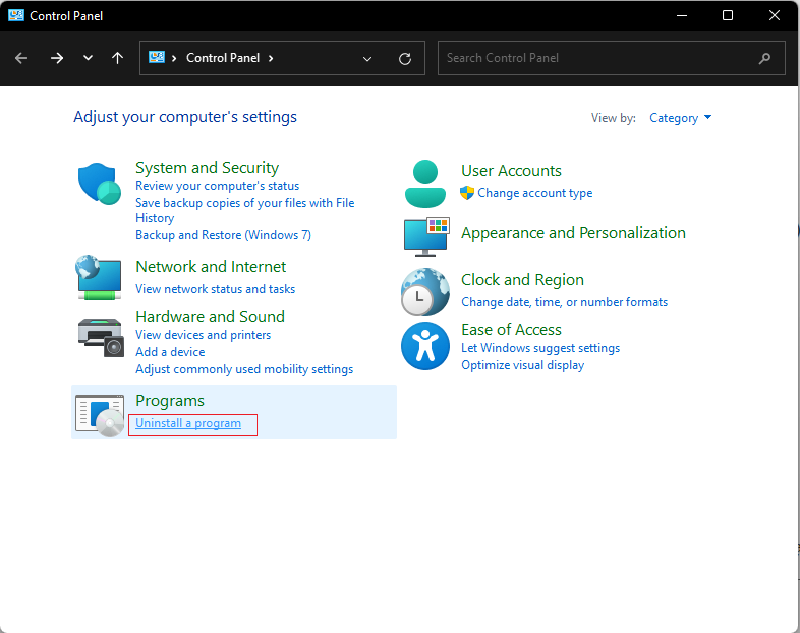 Control Panel
Control Panel
Search Control Panel
Adjust your computer's settings
View by: Category
System and Security
Review your computer's status
Save backup copies of your files with File
History
Backup and Restore (Windows 7)
Network and Internet
View network status and tasks
Hardware and Sound
View devices and printers
Add a device
Adjust commonly used mobility settings
Programs
Uninstall a program
User Accounts
Change account type
Appearance and Personalization
Clock and Region
Change date, time, or number formats
Ease of Access
Let Windows suggest settings
Optimize visual display